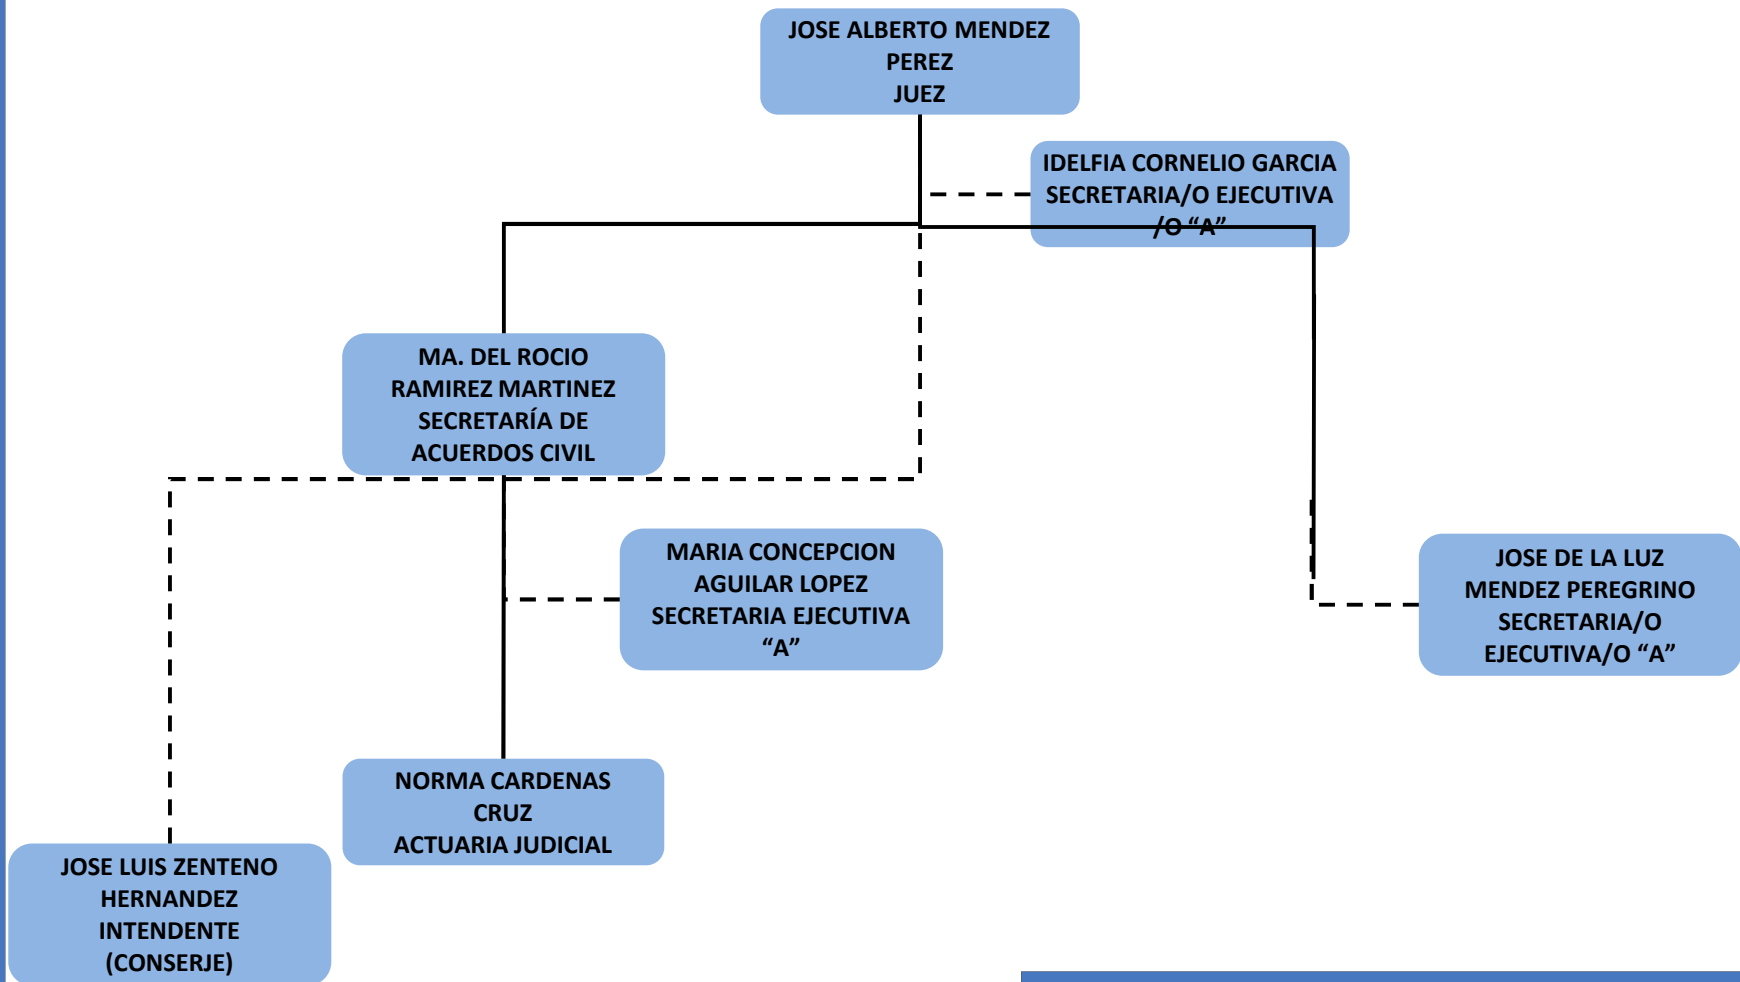 JOSE ALBERTO MENDEZ
PEREZ
JUEZ
IDELFIA CORNELIO GARCIA
SECRETARIA/O EJECUTIVA
/O “A”
MA. DEL ROCIO
RAMIREZ MARTINEZ
SECRETARÍA DE
ACUERDOS CIVIL
MARIA CONCEPCION
AGUILAR LOPEZ
SECRETARIA EJECUTIVA
“A”
JOSE DE LA LUZ
MENDEZ PEREGRINO
SECRETARIA/O
EJECUTIVA/O “A”
NORMA CARDENAS
CRUZ
ACTUARIA JUDICIAL
JOSE LUIS ZENTENO
HERNANDEZ
INTENDENTE
(CONSERJE)